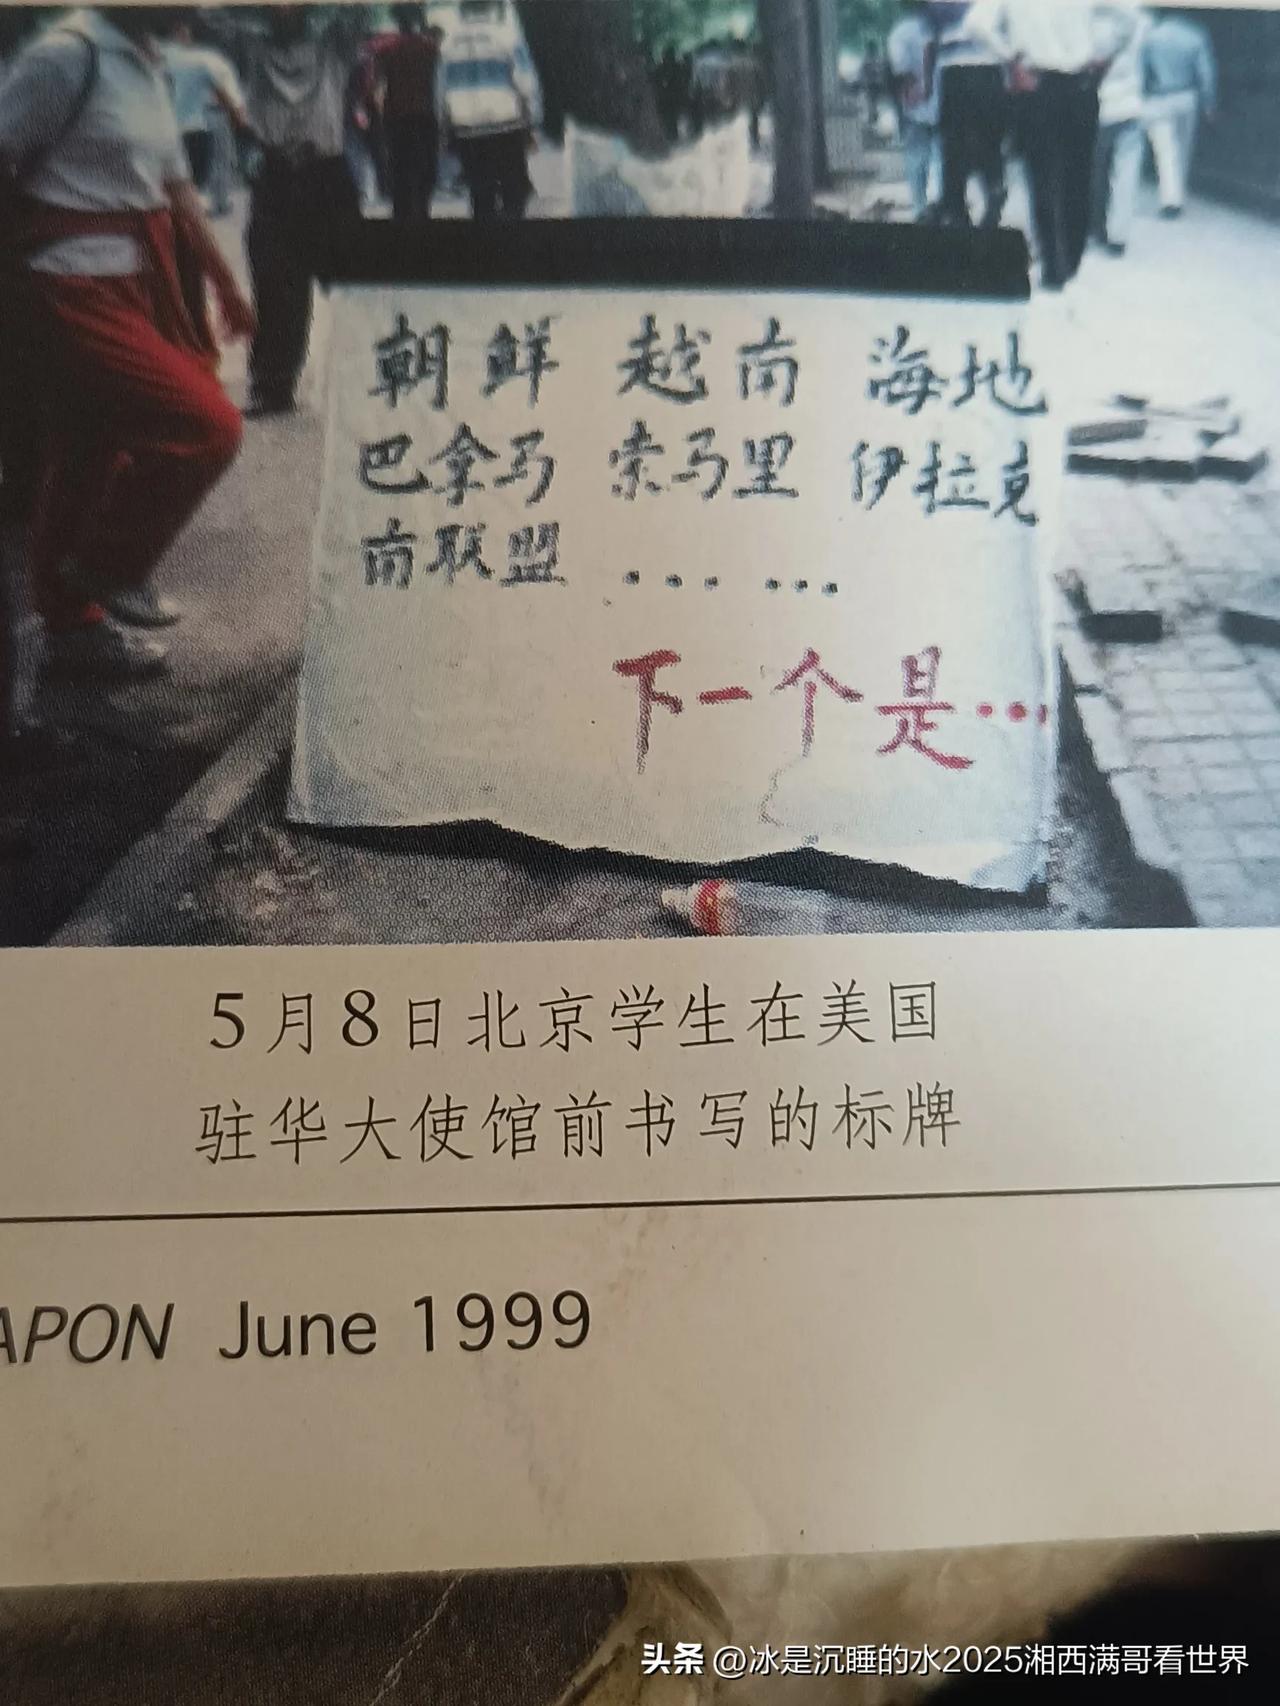 朝鲜 越南 海地
巴拿马 索马里 伊拉克
南联盟 ... ...
下一个是...
5月8日北京学生在美国
驻华大使馆前书写的标牌
APON June 1999
头条 @冰是沉睡的水2025湘西满哥看世界